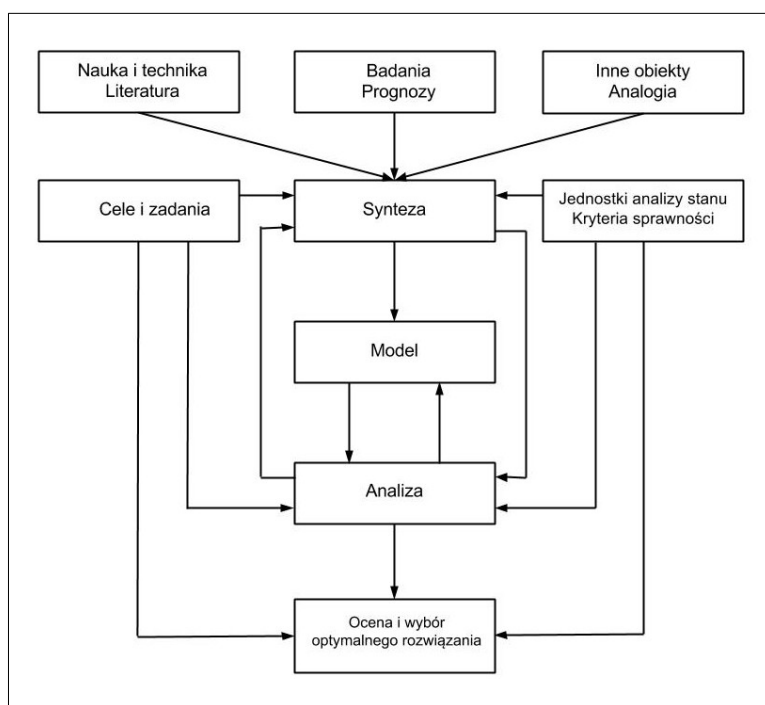 Nauka i technika
Literatura
Badania
Prognozy
Inne obiekty
Analogia
Cele i zadania
Synteza
Jednostki analizy stanu
Kryteria sprawności
Model
Analiza
Ocena i wybór
optymalnego rozwiązania